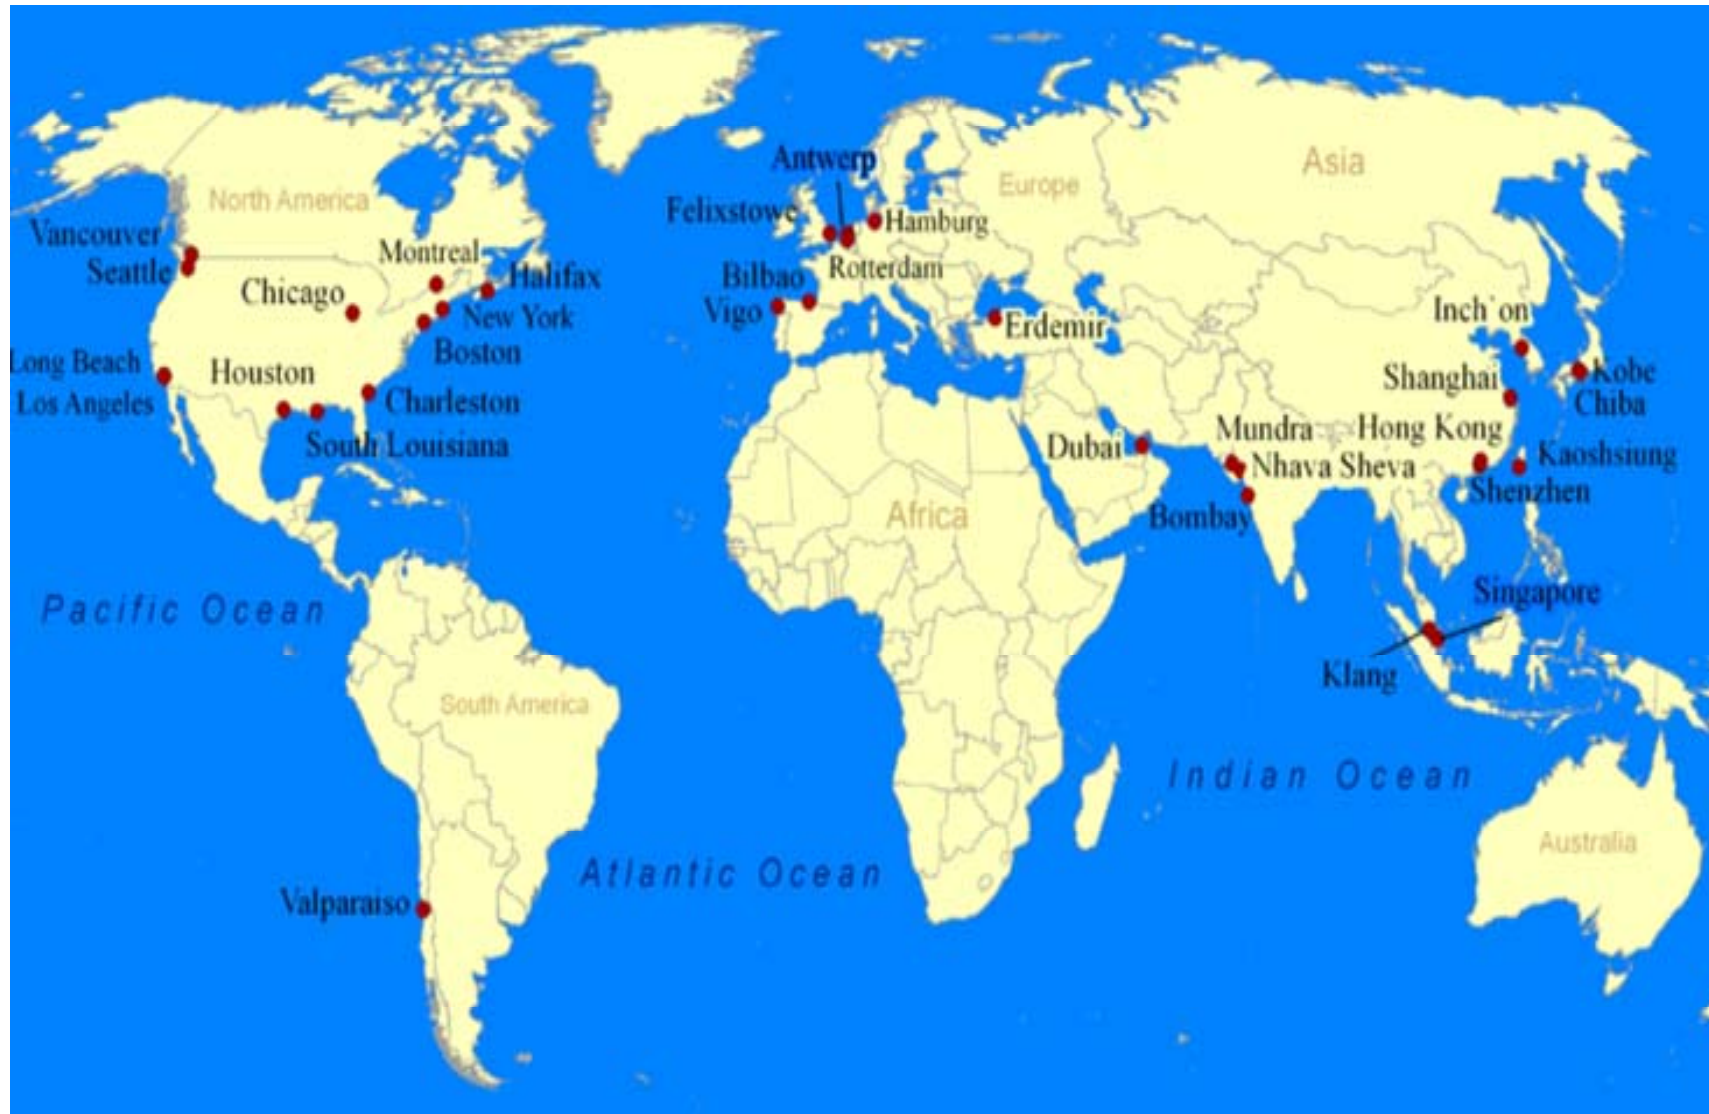 Antwerp
Asia
Europe
North America
Felixstowe
Hamburg
Vancouver
Montreal
Rotterdam
Seattle
Halifax
Bilbao
Chicago
Vigo
New York
Erdemir
Inch`on
Boston
Long Beach
Houston
Shanghai
Kobe
Los Angeles
Charleston
Chiba
Mundra
Hong Kong
South Louisiana
Dubai
Nhava Sheva
Kaoshsiung
Shenzhen
Africa
Bombay
Singapore
Pacific Ocean
Klang
South America
Indian Ocean
Australia
Atlantic Ocean
Valparaiso